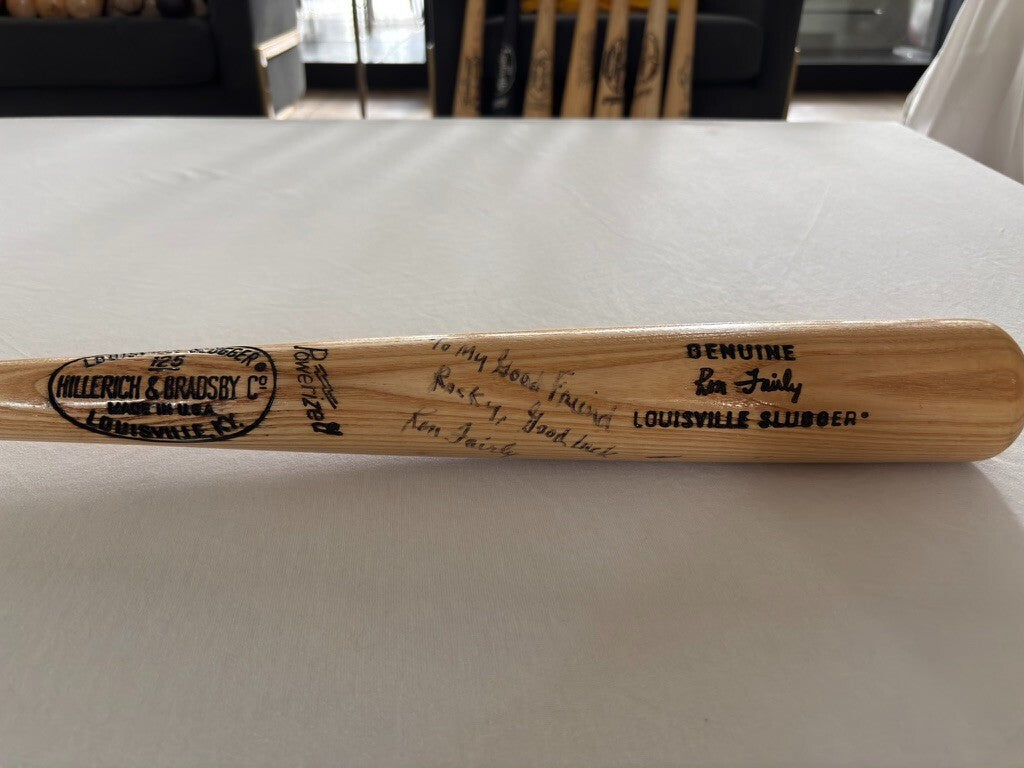 LOUISVILLE SLUGGER®
125
HILLERICH & BRADSBY Cº
MADE IN U.S.A.
LOUISVILLE KY.
POWERIZED
To My Good Friend
Rocky, Good Luck
Ron Fairly
GENUINE
Ron Fairly
LOUISVILLE SLUGGER®